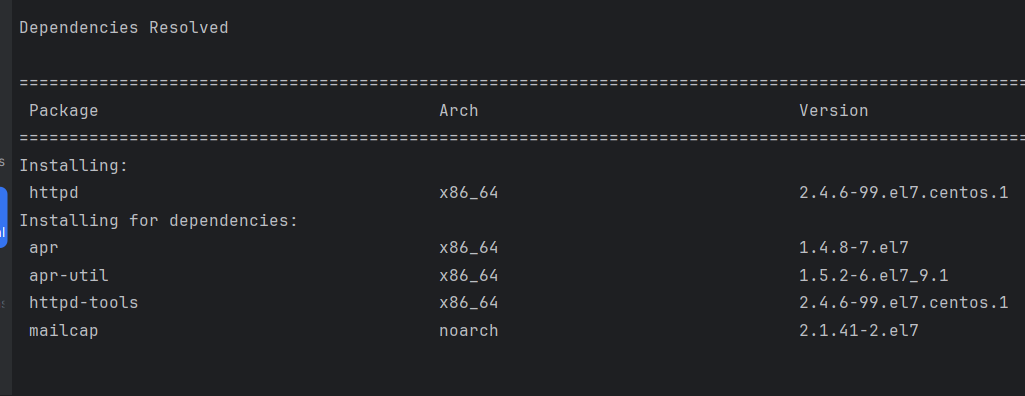 Dependencies Resolved
====================================================================================================
Package Arch Version
====================================================================================================
Installing:
httpd x86_64 2.4.6-99.el7.centos.1
Installing for dependencies:
apr x86_64 1.4.8-7.el7
apr-util x86_64 1.5.2-6.el7_9.1
httpd-tools x86_64 2.4.6-99.el7.centos.1
mailcap noarch 2.1.41-2.el7